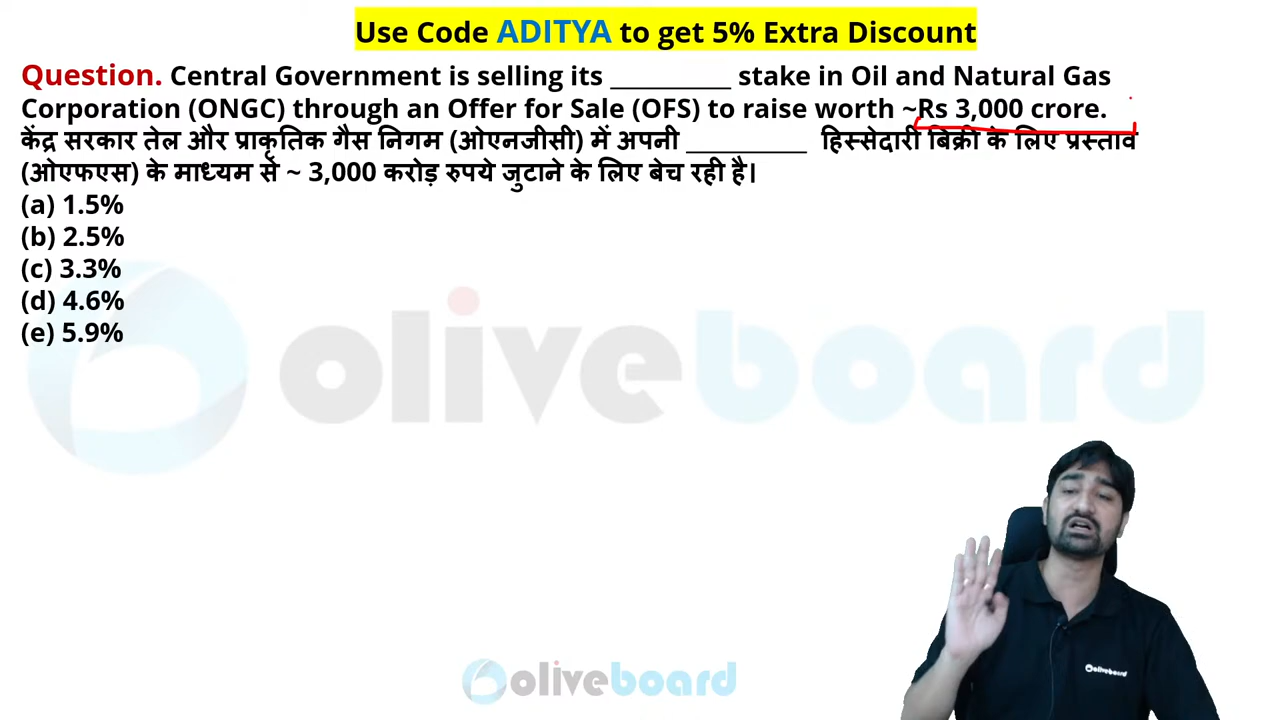 Use Code ADITYA to get 5% Extra Discount
Question. Central Government is selling its __________ stake in Oil and Natural Gas
Corporation (ONGC) through an Offer for Sale (OFS) to raise worth ~Rs 3,000 crore.
केंद्र सरकार तेल और प्राकृतिक गैस निगम (ओएनजीसी) में अपनी __________ हिस्सेदारी बिक्री के लिए प्रस्ताव
(ओएफएस) के माध्यम से ~ 3,000 करोड़ रुपये जुटाने के लिए बेच रही है।
(a) 1.5%
(b) 2.5%
(c) 3.3%
(d) 4.6%
(e) 5.9%
oliveboard
oliveboard
oliveboard